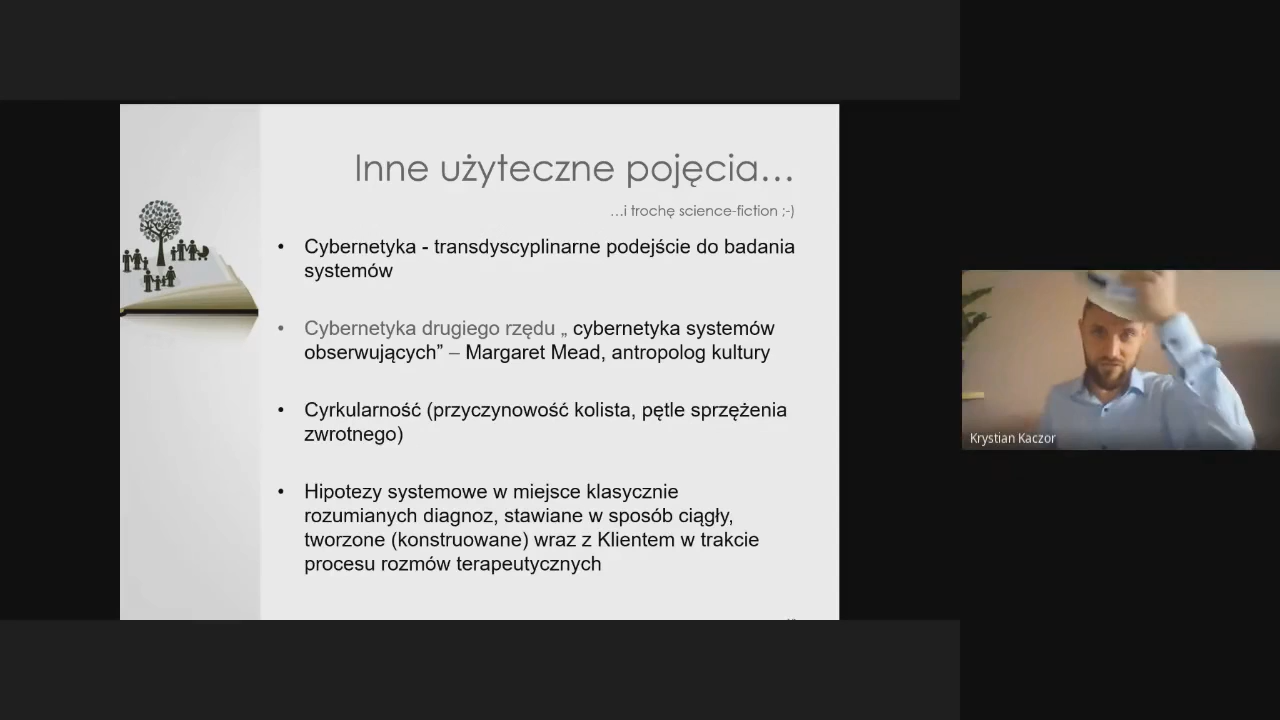 Inne użyteczne pojęcia…
…i trochę science-fiction ;-)
• Cybernetyka - transdyscyplinarne podejście do badania
systemów
• Cybernetyka drugiego rzędu „ cybernetyka systemów
obserwujących” – Margaret Mead, antropolog kultury
• Cyrkularność (przyczynowość kolista, pętle sprzężenia
zwrotnego)
• Hipotezy systemowe w miejsce klasycznie
rozumianych diagnoz, stawiane w sposób ciągły,
tworzone (konstruowane) wraz z Klientem w trakcie
procesu rozmów terapeutycznych
Krystian Kaczor